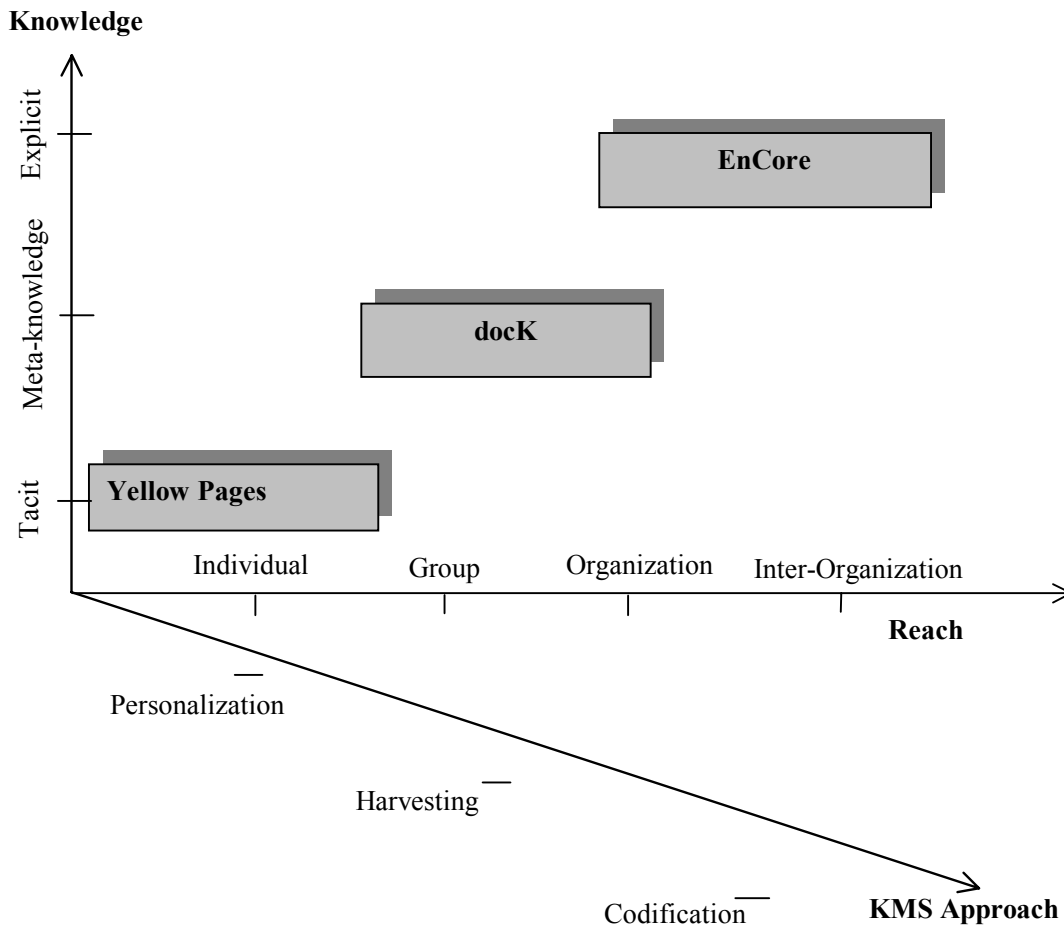 Knowledge
Explicit
EnCore
Meta-knowledge
docK
Tacit
Yellow Pages
Individual
Group
Organization
Inter-Organization
Reach
Personalization
Harvesting
Codification
KMS Approach